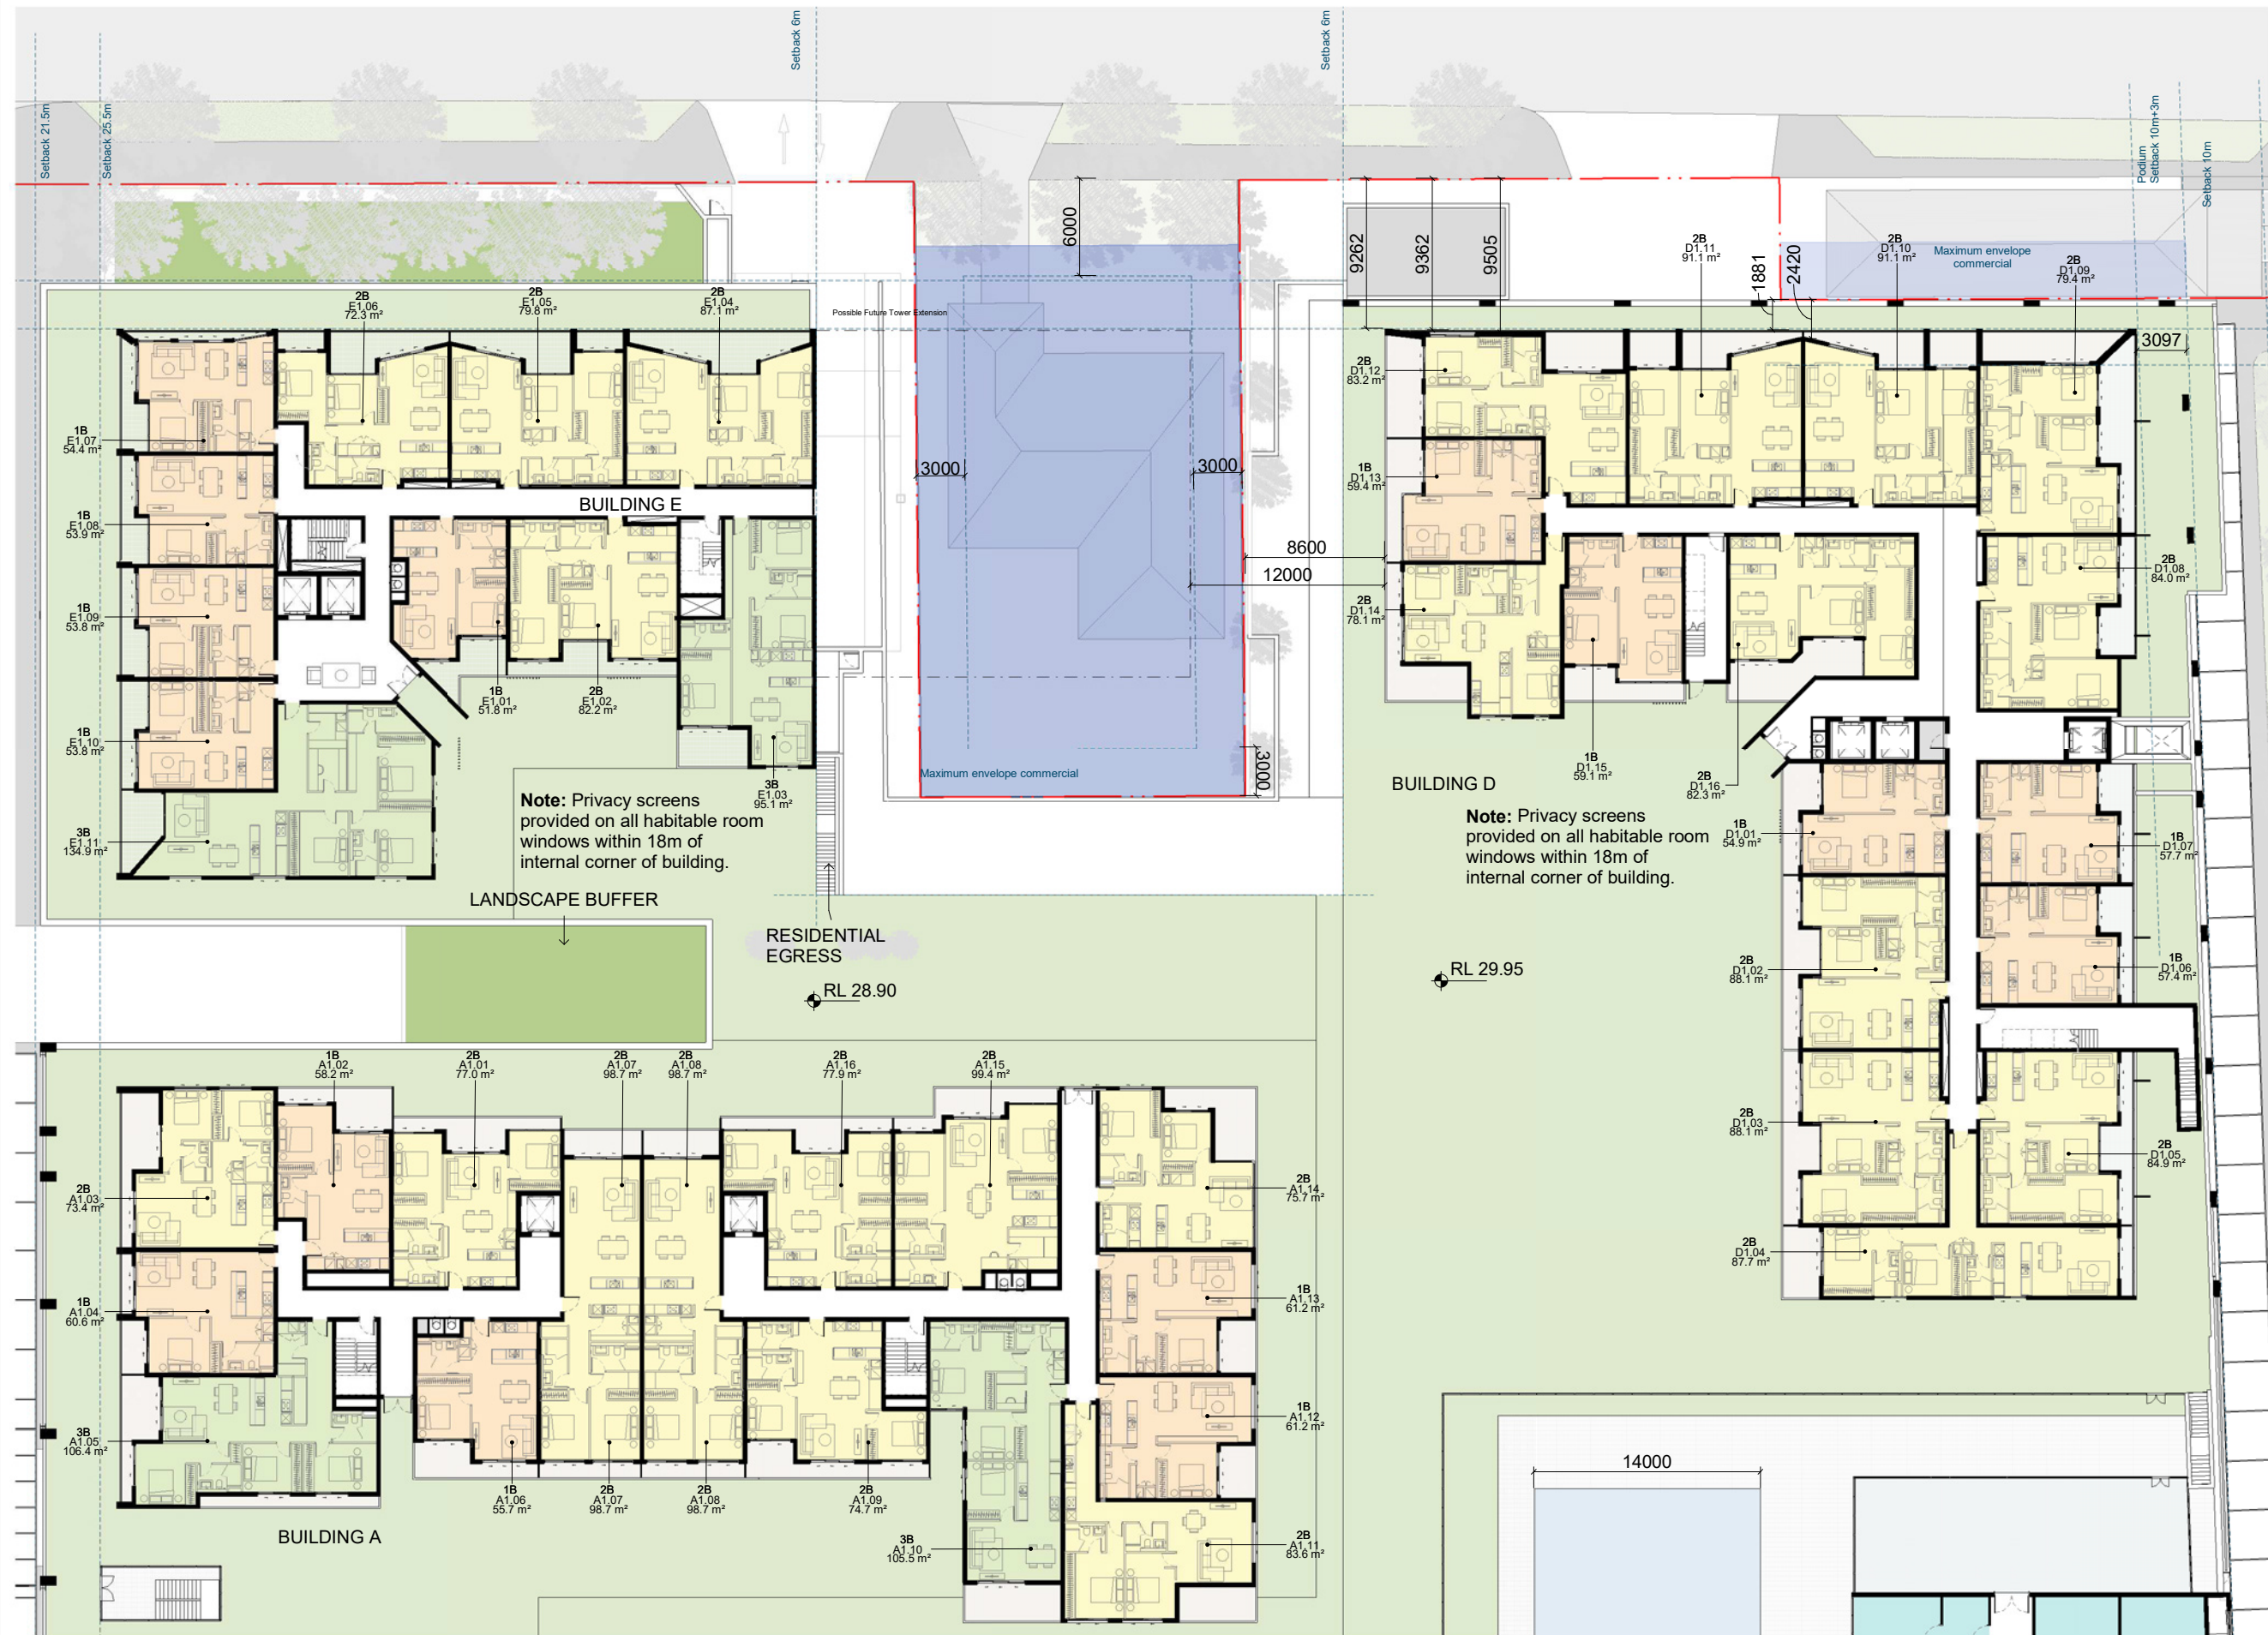 Setback 21.5m
Setback 25.5m
Setback 6m
Setback 6m
Podium
Setback 10m+3m
Setback 10m
6000
9262
9362
9505
1881
2420
3097
2B
D1.11
91.1 m²
2B
D1.10
91.1 m²
Maximum envelope
commercial
2B
D1.09
79.4 m²
2B
E1.06
72.3 m²
2B
E1.05
79.8 m²
2B
E1.04
87.1 m²
Possible Future Tower Extension
2B
D1.12
83.2 m²
1B
E1.07
54.4 m²
3000
3000
1B
D1.13
59.4 m²
BUILDING E
1B
E1.08
53.9 m²
8600
12000
2B
D1.08
84.0 m²
1B
E1.09
53.8 m²
2B
D1.14
78.1 m²
1B
E1.01
51.8 m²
2B
E1.02
82.2 m²
1B
E1.10
53.8 m²
1B
D1.15
59.1 m²
2B
D1.16
82.3 m²
Maximum envelope commercial
3000
BUILDING D
3B
E1.03
95.1 m²
Note: Privacy screens
provided on all habitable room
windows within 18m of
internal corner of building.
Note: Privacy screens
provided on all habitable room
windows within 18m of
internal corner of building.
1B
D1.01
54.9 m²
1B
D1.07
57.7 m²
3B
E1.11
134.9 m²
LANDSCAPE BUFFER
RESIDENTIAL
EGRESS
RL 28.90
RL 29.95
2B
D1.02
88.1 m²
1B
D1.06
57.4 m²
1B
A1.02
58.2 m²
2B
A1.01
77.0 m²
2B
A1.07
98.7 m²
2B
A1.08
98.7 m²
2B
A1.16
77.9 m²
2B
A1.15
99.4 m²
2B
D1.03
88.1 m²
2B
D1.05
84.9 m²
2B
A1.03
73.4 m²
2B
A1.14
75.7 m²
2B
D1.04
87.7 m²
1B
A1.04
60.6 m²
1B
A1.13
61.2 m²
1B
A1.12
61.2 m²
3B
A1.05
106.4 m²
1B
A1.06
55.7 m²
2B
A1.07
98.7 m²
2B
A1.08
98.7 m²
2B
A1.09
74.7 m²
14000
BUILDING A
3B
A1.10
105.5 m²
2B
A1.11
83.6 m²